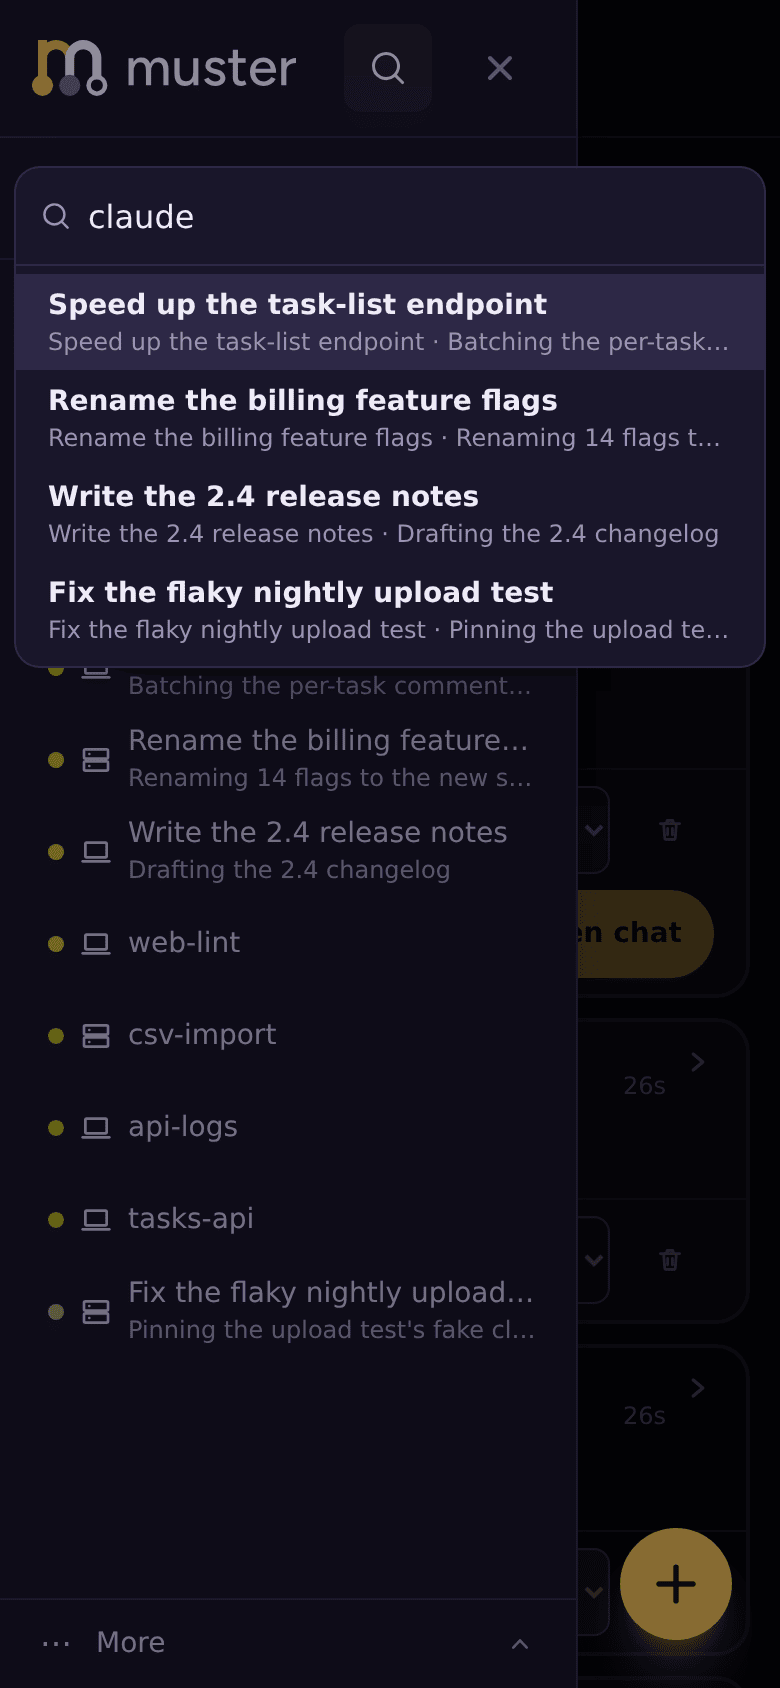 muster
claude
Speed up the task-list endpoint
Speed up the task-list endpoint · Batching the per-task…
Rename the billing feature flags
Rename the billing feature flags · Renaming 14 flags t…
Write the 2.4 release notes
Write the 2.4 release notes · Drafting the 2.4 changelog
Fix the flaky nightly upload test
Fix the flaky nightly upload test · Pinning the upload te…
Batching the per-task comment…
Rename the billing feature…
Renaming 14 flags to the new s…
Write the 2.4 release notes
Drafting the 2.4 changelog
en chat
web-lint
csv-import
26s
api-logs
tasks-api
Fix the flaky nightly upload…
Pinning the upload test's fake cl…
26s
More